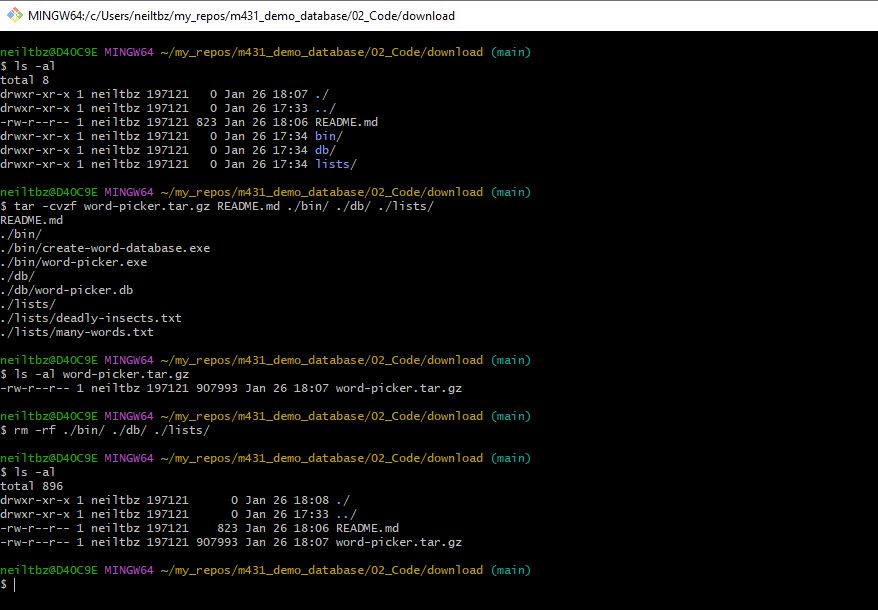 MINGW64:/c/Users/neiltbz/my_repos/m431_demo_database/02_Code/download
neiltbz@D40C9E MINGW64 ~/my_repos/m431_demo_database/02_Code/download (main)
$ ls -al
total 8
drwxr-xr-x 1 neiltbz 197121   0 Jan 26 18:07 ./
drwxr-xr-x 1 neiltbz 197121   0 Jan 26 17:33 ../
-rw-r--r-- 1 neiltbz 197121 823 Jan 26 18:06 README.md
drwxr-xr-x 1 neiltbz 197121   0 Jan 26 17:34 bin/
drwxr-xr-x 1 neiltbz 197121   0 Jan 26 17:34 db/
drwxr-xr-x 1 neiltbz 197121   0 Jan 26 17:34 lists/
neiltbz@D40C9E MINGW64 ~/my_repos/m431_demo_database/02_Code/download (main)
$ tar -cvzf word-picker.tar.gz README.md ./bin/ ./db/ ./lists/
README.md
./bin/
./bin/create-word-database.exe
./bin/word-picker.exe
./db/
./db/word-picker.db
./lists/
./lists/deadly-insects.txt
./lists/many-words.txt
neiltbz@D40C9E MINGW64 ~/my_repos/m431_demo_database/02_Code/download (main)
$ ls -al word-picker.tar.gz
-rw-r--r-- 1 neiltbz 197121 907993 Jan 26 18:07 word-picker.tar.gz
neiltbz@D40C9E MINGW64 ~/my_repos/m431_demo_database/02_Code/download (main)
$ rm -rf ./bin/ ./db/ ./lists/
neiltbz@D40C9E MINGW64 ~/my_repos/m431_demo_database/02_Code/download (main)
$ ls -al
total 896
drwxr-xr-x 1 neiltbz 197121      0 Jan 26 18:08 ./
drwxr-xr-x 1 neiltbz 197121      0 Jan 26 17:33 ../
-rw-r--r-- 1 neiltbz 197121    823 Jan 26 18:06 README.md
-rw-r--r-- 1 neiltbz 197121 907993 Jan 26 18:07 word-picker.tar.gz
neiltbz@D40C9E MINGW64 ~/my_repos/m431_demo_database/02_Code/download (main)
$